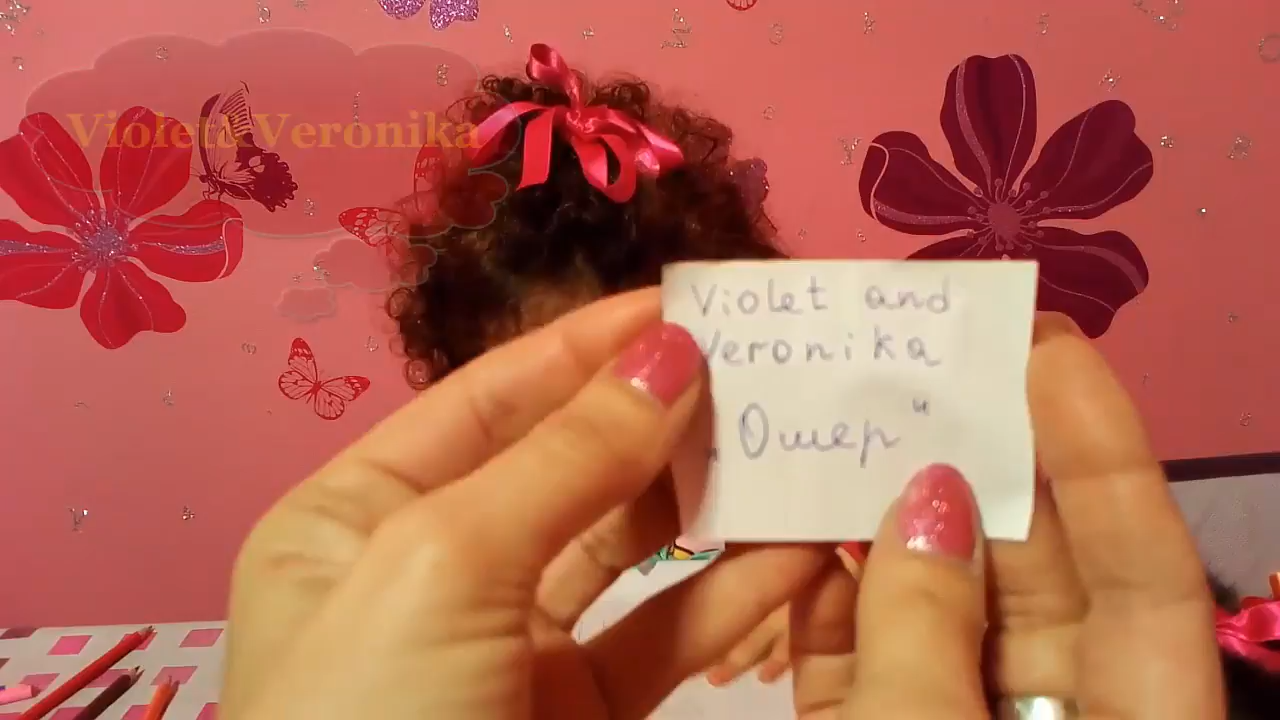 Violet Veronika
Violet and
Veronika
„Ошер“